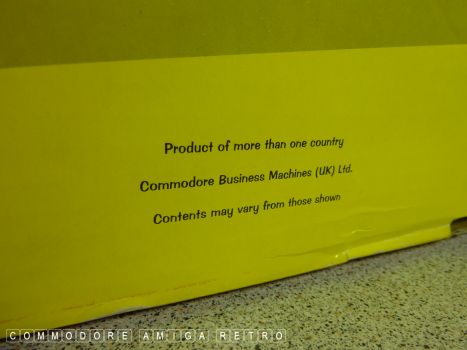 Product of more than one country
Commodore Business Machines (UK) Ltd.
Contents may vary from those shown
COMMODORE AMIGA RETRO